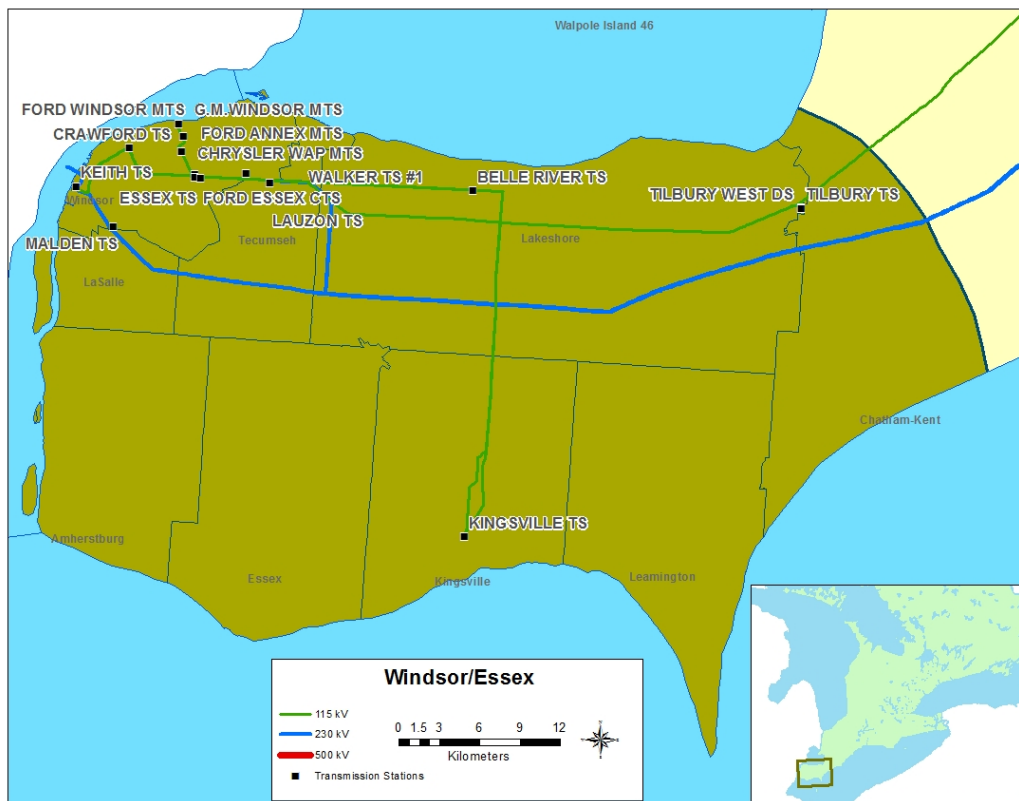 Walpole Island 46
FORD WINDSOR MTS
G.M.WINDSOR MTS
CRAWFORD TS
FORD ANNEX MTS
CHRYSLER WAP MTS
KEITH TS
WALKER TS #1
BELLE RIVER TS
Windsor
ESSEX TS
FORD ESSEX CTS
TILBURY WEST DS
TILBURY TS
LAUZON TS
MALDEN TS
Tecumseh
Lakeshore
LaSalle
Chatham-Kent
KINGSVILLE TS
Amherstburg
Essex
Kingsville
Leamington
Windsor/Essex
115 kV
230 kV
500 kV
Transmission Stations
0 1.5 3 6 9 12
Kilometers